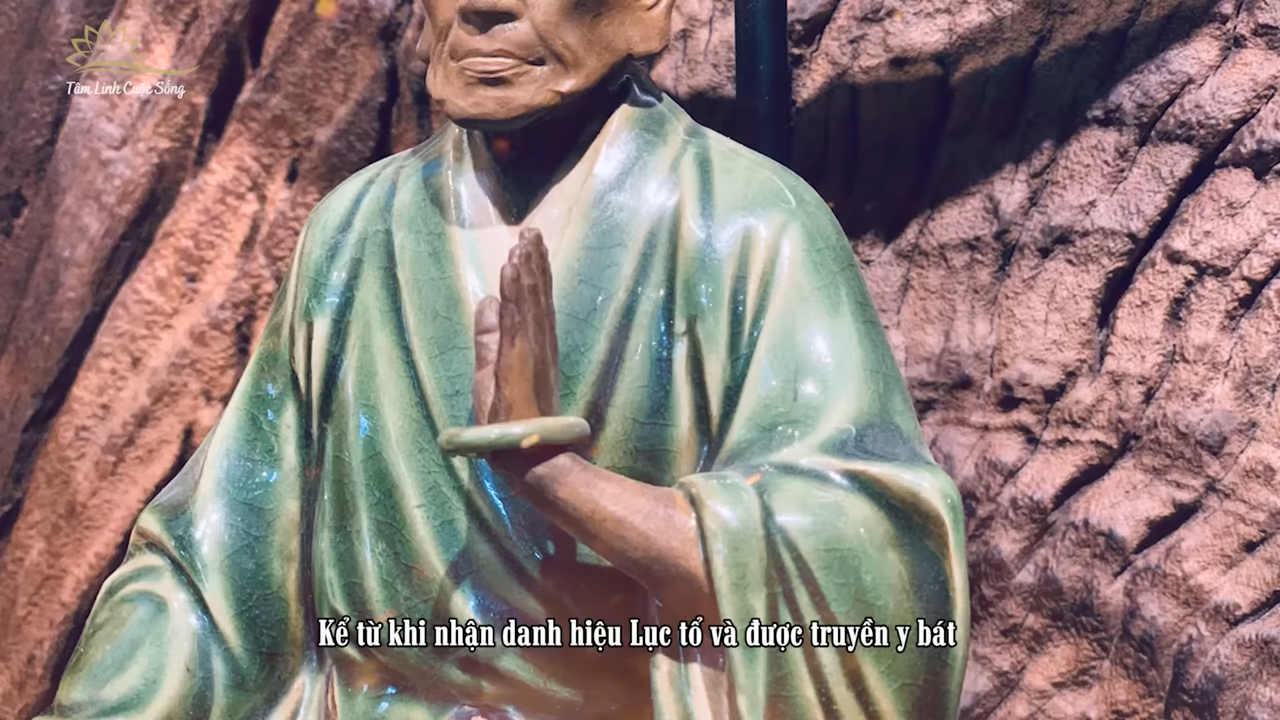 Tâm Linh Cuộc Sống
Kể từ khi nhận danh hiệu Lục tổ và được truyền y bát